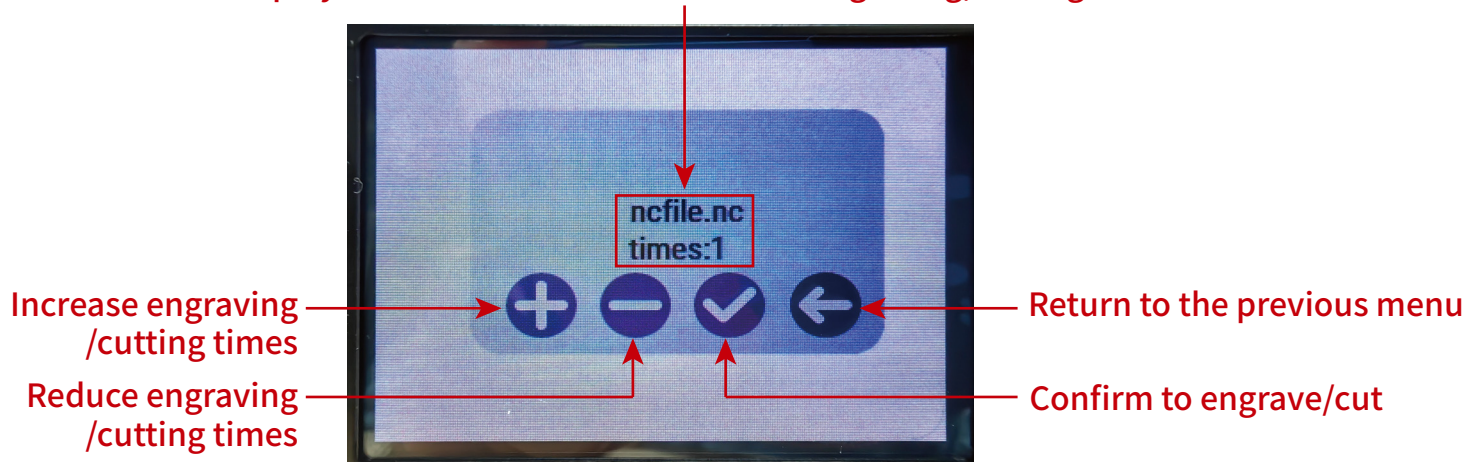 ncfile.nc
times:1
Increase engraving
/cutting times
Reduce engraving
/cutting times
Return to the previous menu
Confirm to engrave/cut